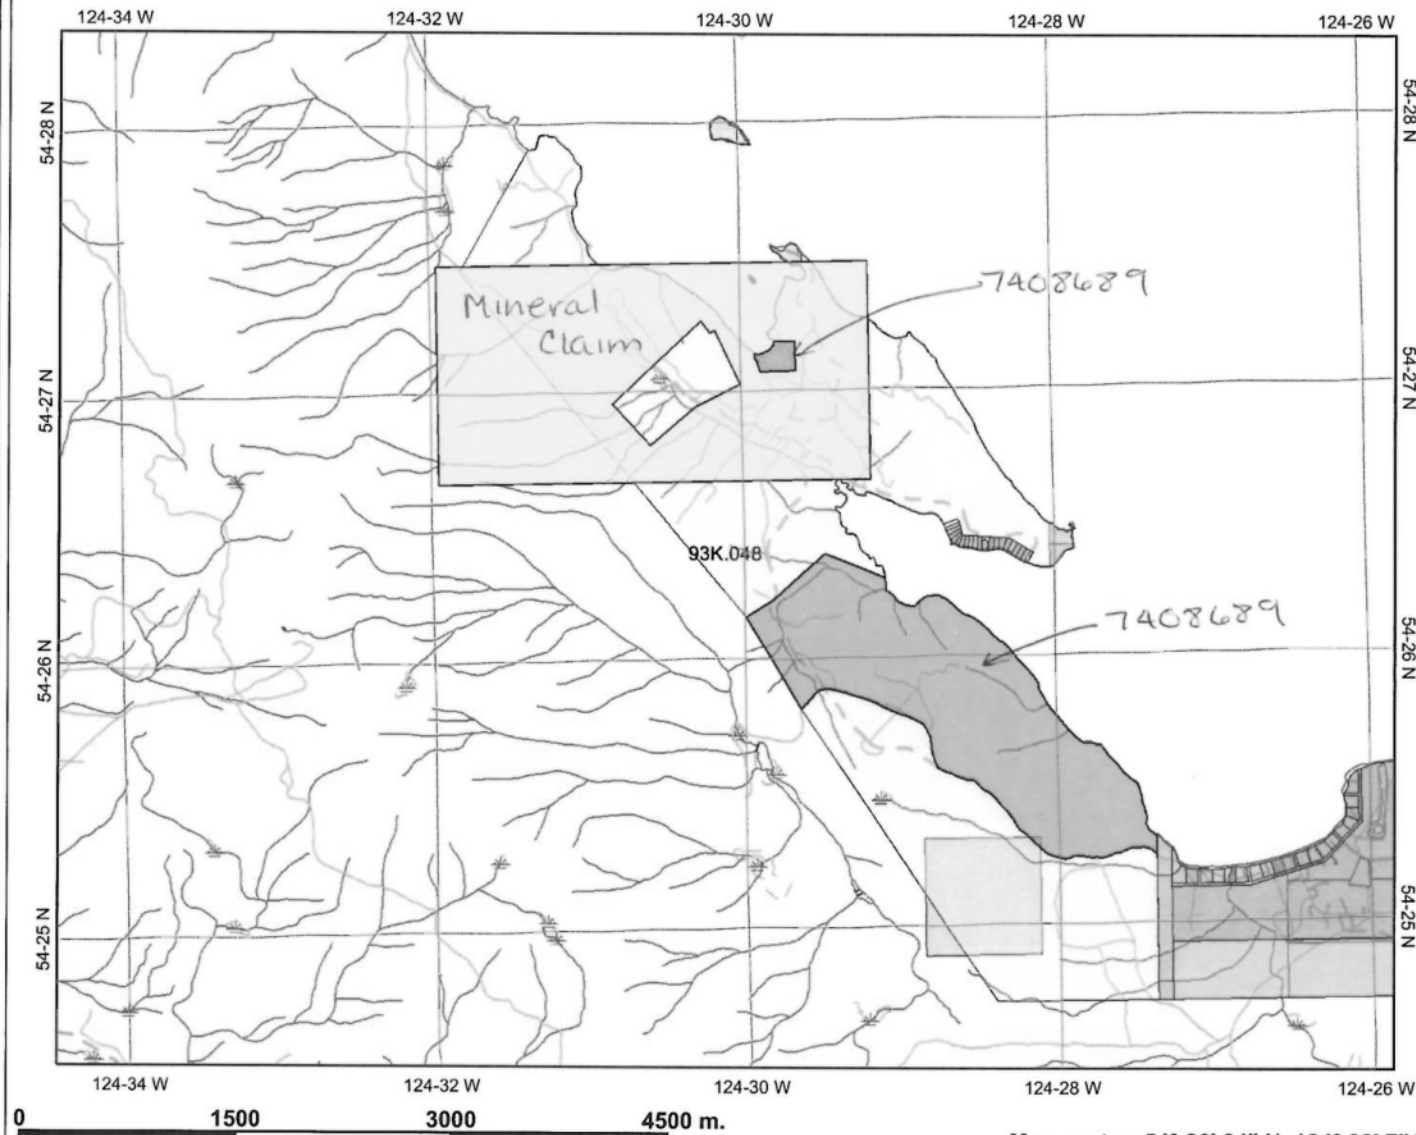 124-34 W 124-32 W 124-30 W 124-28 W 124-26 W
54-28 N 54-28 N
7408689
Mineral
Claim
54-27 N 54-27 N
93K.048
7408689
54-26 N 54-26 N
54-25 N 54-25 N
124-34 W 124-32 W 124-30 W 124-28 W 124-26 W
0 1500 3000 4500 m.